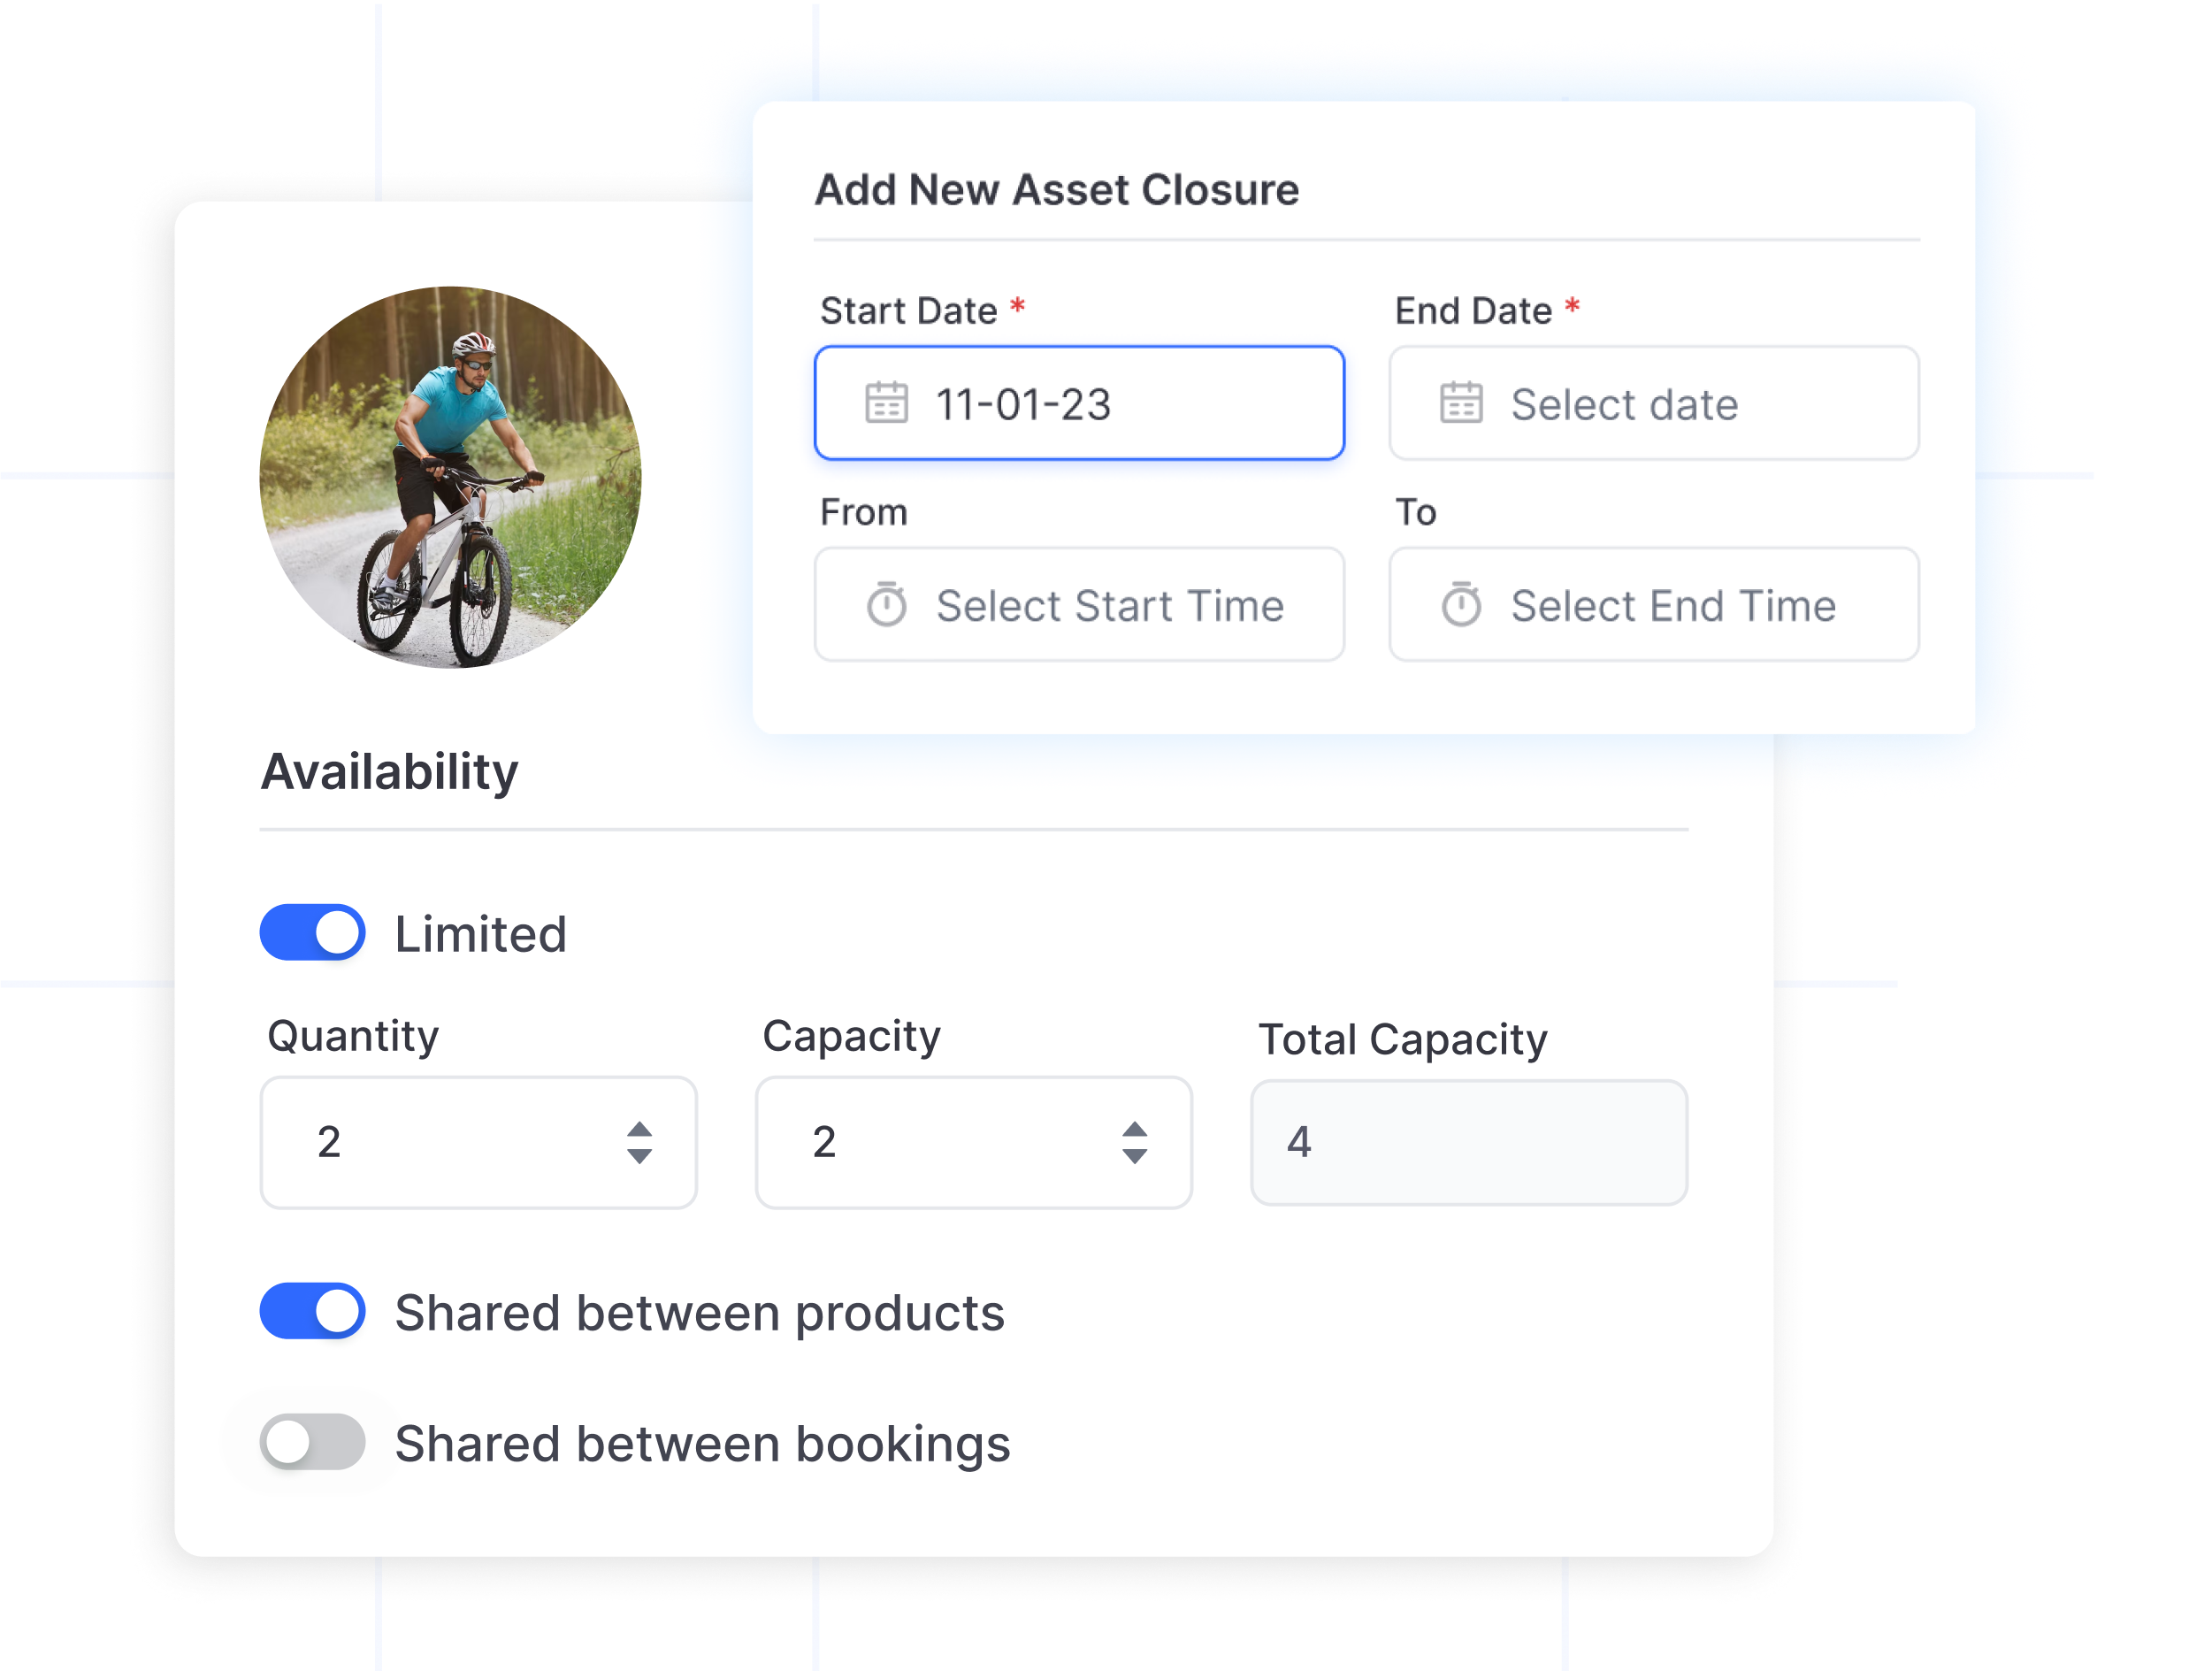 Add New Asset Closure
Start Date * End Date *
11-01-23 Select date
From To
Select Start Time Select End Time
Availability
Limited
Quantity Capacity Total Capacity
2 2 4
Shared between products
Shared between bookings